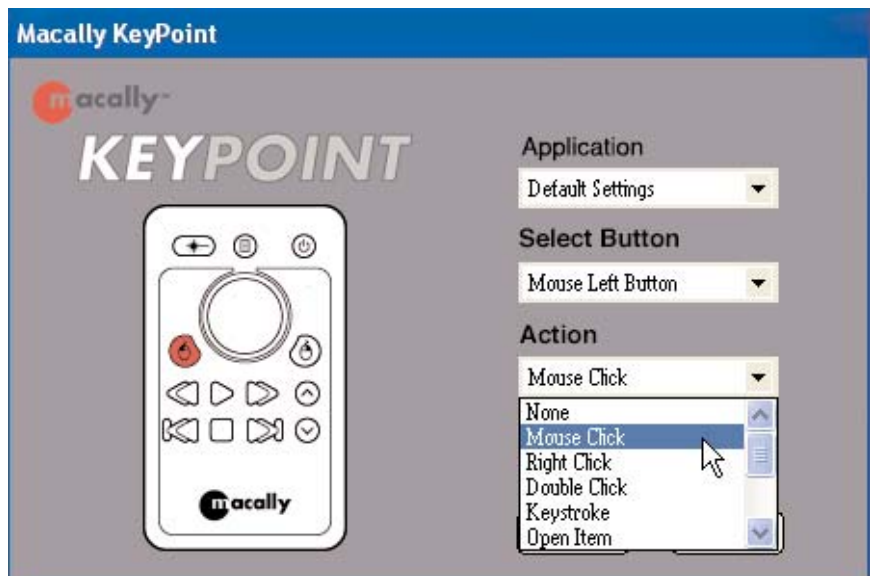 Macally KeyPoint
macally™
KEYPOINT
Application
Default Settings
Select Button
Mouse Left Button
Action
Mouse Click
None
Mouse Click
Right Click
Double Click
Keystroke
Open Item
macally